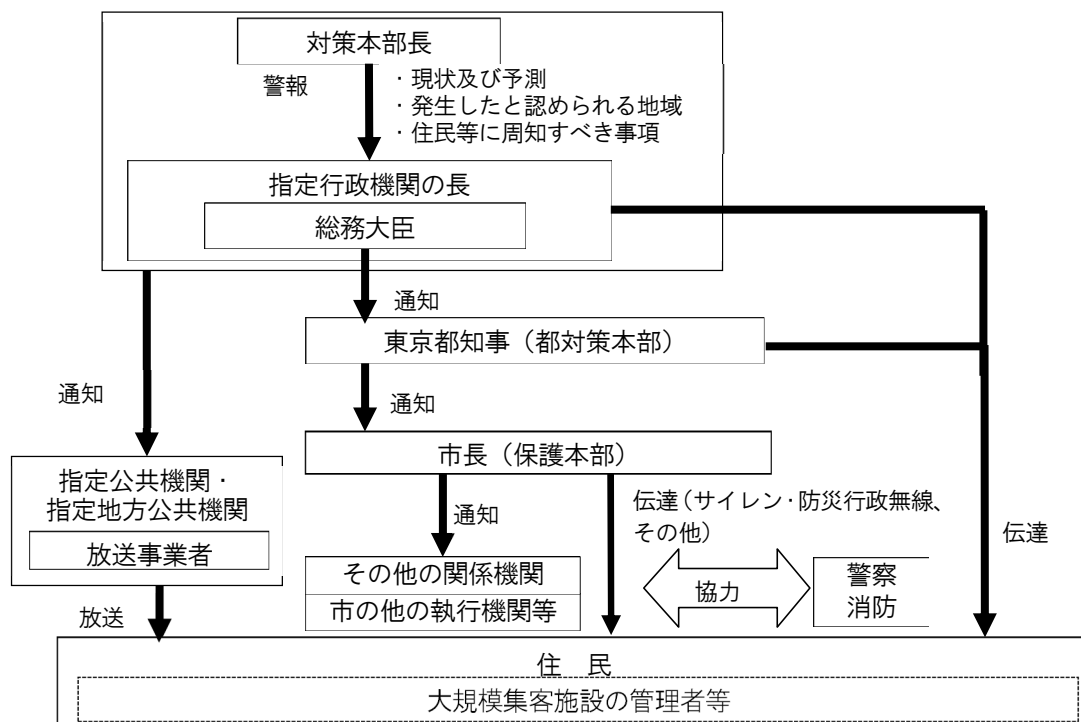 対策本部長
警報
・現状及び予測
・発生したと認められる地域
・住民等に周知すべき事項
指定行政機関の長
総務大臣
通知
東京都知事（都対策本部）
通知
通知
市長（保護本部）
指定公共機関・
指定地方公共機関
放送事業者
通知
伝達（サイレン・防災行政無線、
その他）
伝達
その他の関係機関
市の他の執行機関等
協力
警察
消防
放送
住　民
大規模集客施設の管理者等